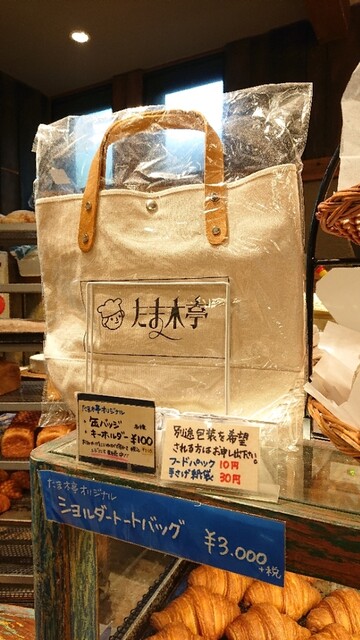 たま木亭
たま木亭オリジナル
・缶バッジ
・キーホルダー 各種 ¥100
別途包装を希望
される方はお申し出下さい。
フードパック 10円
手さげ紙袋 30円
たま木亭オリジナル
ショルダートートバッグ
¥3.000
+税